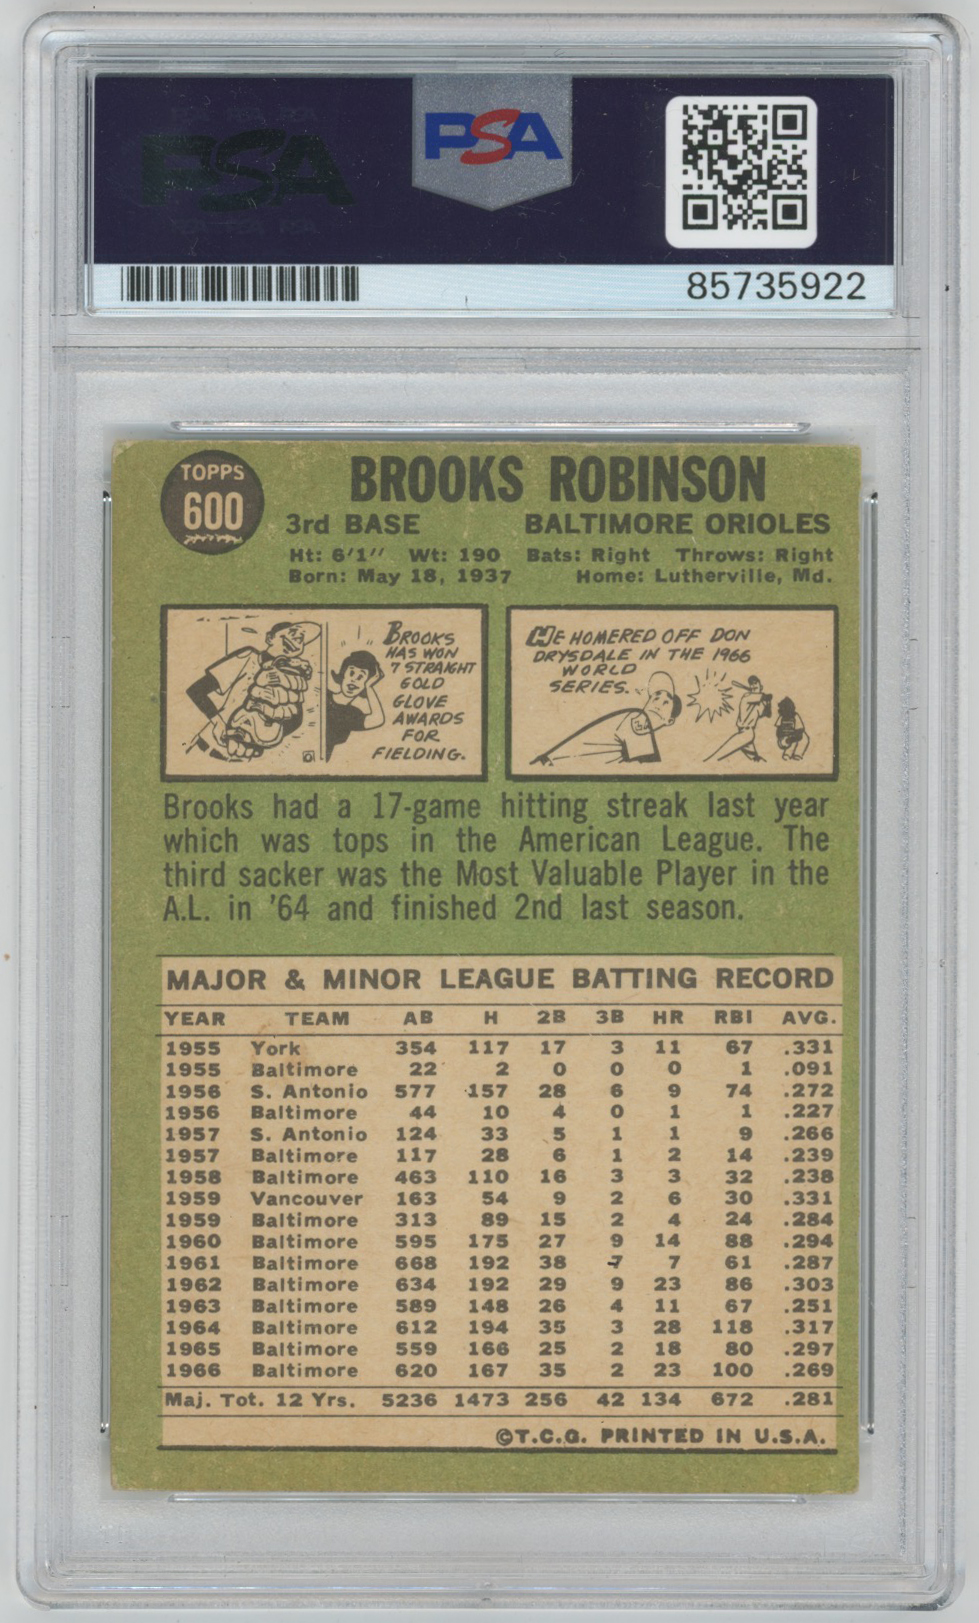 PSA
PSA
85735922
TOPPS
600
BROOKS ROBINSON
3rd BASE BALTIMORE ORIOLES
Ht: 6'1" Wt: 190 Bats: Right Throws: Right
Born: May 18, 1937 Home: Lutherville, Md.
BROOKS
HAS WON
7 STRAIGHT
GOLD
GLOVE
AWARDS
FOR
FIELDING.
HE HOMERED OFF DON
DRYSDALE IN THE 1966
WORLD
SERIES.
Brooks had a 17-game hitting streak last year
which was tops in the American League. The
third sacker was the Most Valuable Player in the
A.L. in '64 and finished 2nd last season.
MAJOR & MINOR LEAGUE BATTING RECORD
YEAR TEAM AB H 2B 3B HR RBI AVG.
1955 York 354 117 17 3 11 67 .331
1955 Baltimore 22 2 0 0 0 1 .091
1956 S. Antonio 577 157 28 6 9 74 .272
1956 Baltimore 44 10 4 0 1 1 .227
1957 S. Antonio 124 33 5 1 1 9 .266
1957 Baltimore 117 28 6 1 2 14 .239
1958 Baltimore 463 110 16 3 3 32 .238
1959 Vancouver 163 54 9 2 6 30 .331
1959 Baltimore 313 89 15 2 4 24 .284
1960 Baltimore 595 175 27 9 14 88 .294
1961 Baltimore 668 192 38 7 7 61 .287
1962 Baltimore 634 192 29 9 23 86 .303
1963 Baltimore 589 148 26 4 11 67 .251
1964 Baltimore 612 194 35 3 28 118 .317
1965 Baltimore 559 166 25 2 18 80 .297
1966 Baltimore 620 167 35 2 23 100 .269
Maj. Tot. 12 Yrs. 5236 1473 256 42 134 672 .281
©T.C.G. PRINTED IN U.S.A.